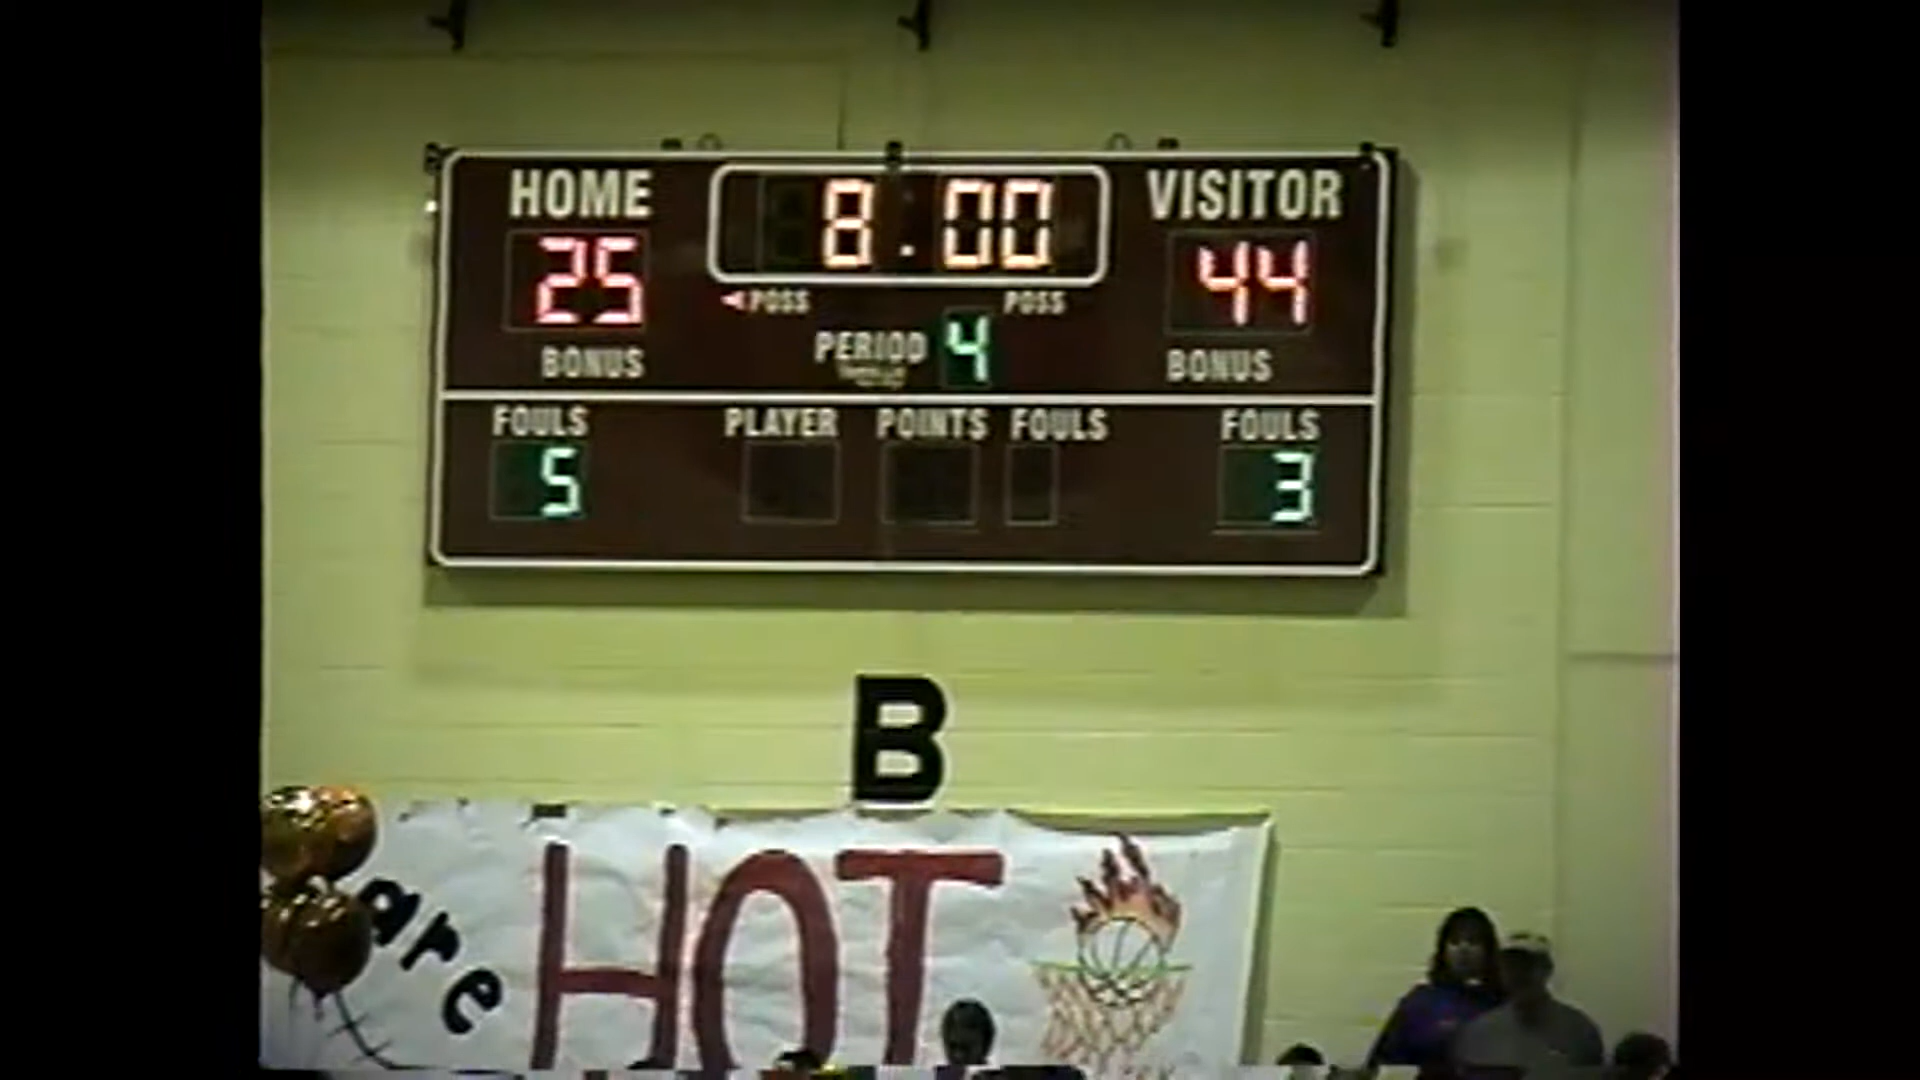 HOME 8.00 VISITOR
25 44
POSS POSS
PERIOD 4
BONUS BONUS
FOULS PLAYER POINTS FOULS FOULS
5 3
B
are HOT